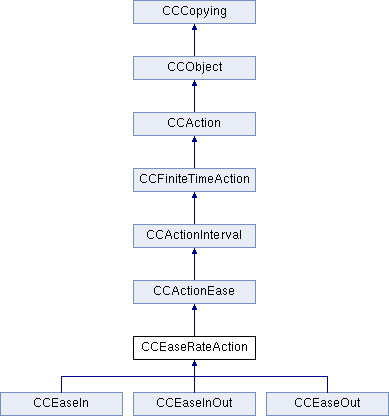 CCCopying
CCObject
CCAction
CCFiniteTimeAction
CCActionInterval
CCActionEase
CCEaseRateAction
CCEaseIn CCEaseInOut CCEaseOut